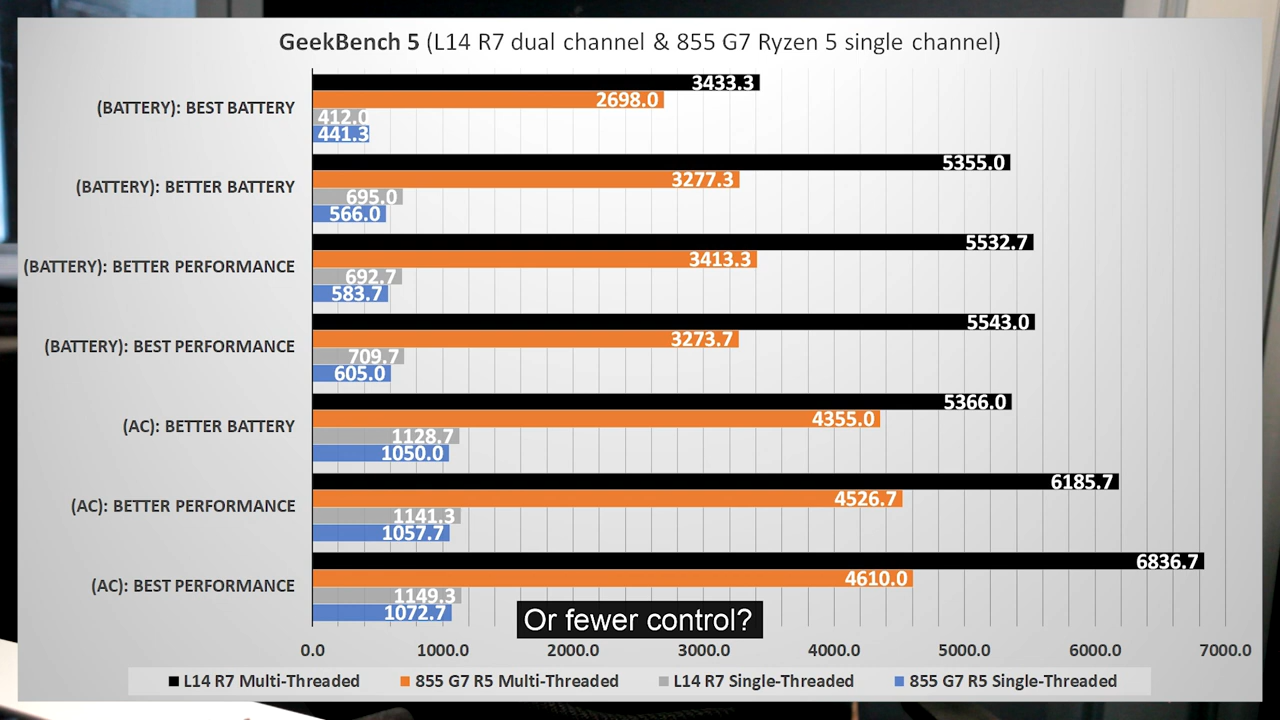 GeekBench 5 (L14 R7 dual channel & 855 G7 Ryzen 5 single channel)
(BATTERY): BEST BATTERY
3433.3
2698.0
412.0
441.3
(BATTERY): BETTER BATTERY
5355.0
3277.3
695.0
566.0
(BATTERY): BETTER PERFORMANCE
5532.7
3413.3
692.7
583.7
(BATTERY): BEST PERFORMANCE
5543.0
3273.7
709.7
605.0
(AC): BETTER BATTERY
5366.0
4355.0
1128.7
1050.0
(AC): BETTER PERFORMANCE
6185.7
4526.7
1141.3
1057.7
(AC): BEST PERFORMANCE
6836.7
4610.0
1149.3
1072.7
Or fewer control?
0.0 1000.0 2000.0 3000.0 4000.0 5000.0 6000.0 7000.0
L14 R7 Multi-Threaded 855 G7 R5 Multi-Threaded L14 R7 Single-Threaded 855 G7 R5 Single-Threaded